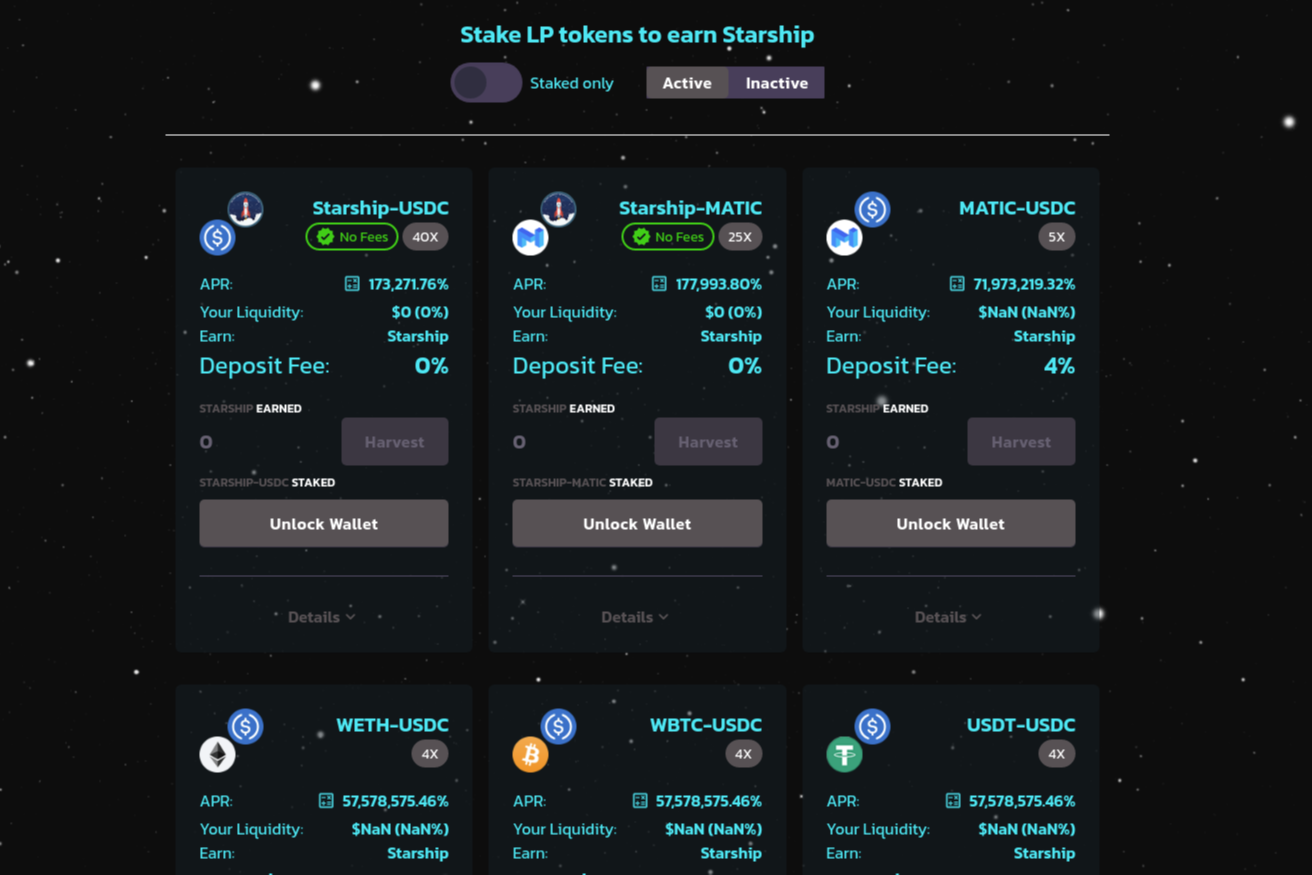 Stake LP tokens to earn Starship
Staked only Active Inactive
Starship-USDC
No Fees 40X
APR: 173,271.76%
Your Liquidity: $0 (0%)
Earn: Starship
Deposit Fee: 0%
STARSHIP EARNED
0 Harvest
STARSHIP-USDC STAKED
Unlock Wallet
Details
Starship-MATIC
No Fees 25X
APR: 177,993.80%
Your Liquidity: $0 (0%)
Earn: Starship
Deposit Fee: 0%
STARSHIP EARNED
0 Harvest
STARSHIP-MATIC STAKED
Unlock Wallet
Details
MATIC-USDC
5X
APR: 71,973,219.32%
Your Liquidity: $NaN (NaN%)
Earn: Starship
Deposit Fee: 4%
STARSHIP EARNED
0 Harvest
MATIC-USDC STAKED
Unlock Wallet
Details
WETH-USDC
4X
APR: 57,578,575.46%
Your Liquidity: $NaN (NaN%)
Earn: Starship
WBTC-USDC
4X
APR: 57,578,575.46%
Your Liquidity: $NaN (NaN%)
Earn: Starship
USDT-USDC
4X
APR: 57,578,575.46%
Your Liquidity: $NaN (NaN%)
Earn: Starship